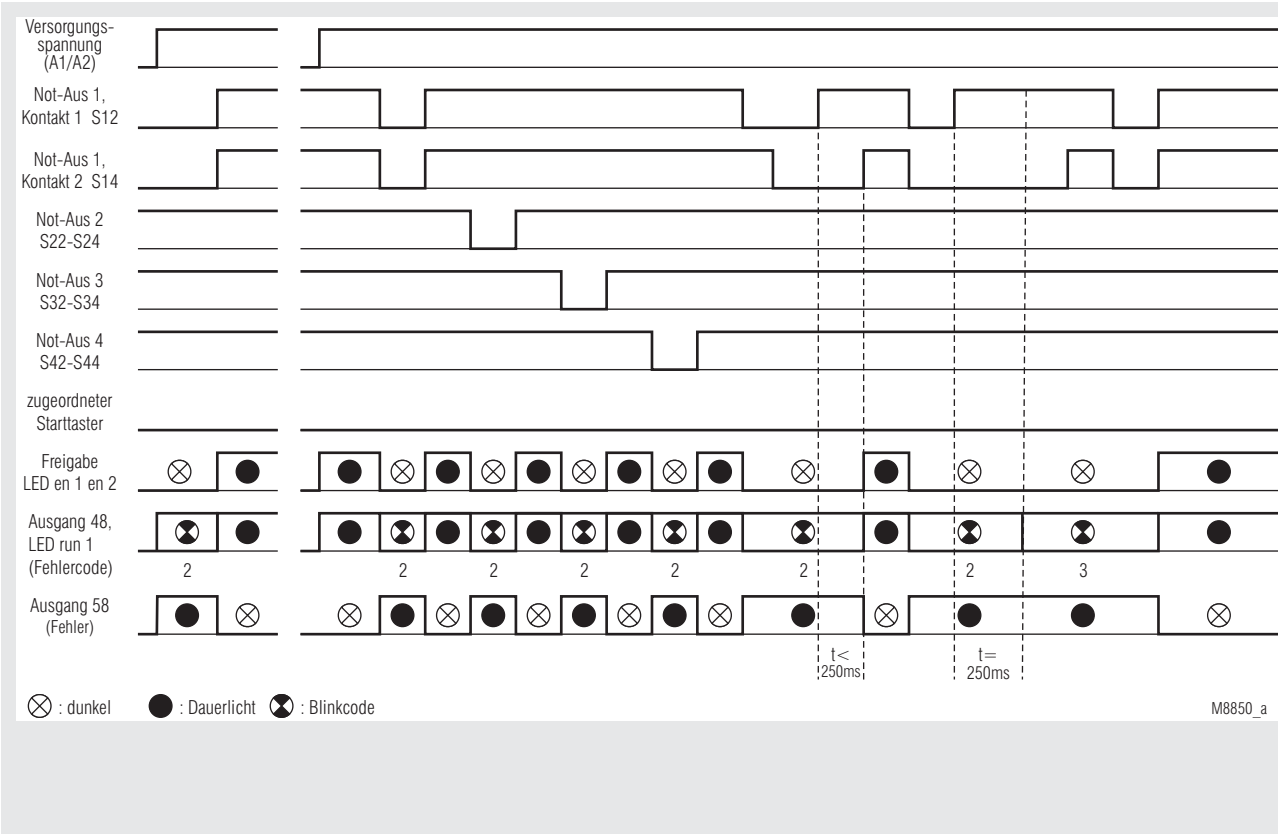 Versorgungs-
spannung
(A1/A2)
Not-Aus 1,
Kontakt 1 S12
Not-Aus 1,
Kontakt 2 S14
Not-Aus 2
S22-S24
Not-Aus 3
S32-S34
Not-Aus 4
S42-S44
zugeordneter
Starttaster
Freigabe
LED en 1 en 2
Ausgang 48,
LED run 1
(Fehlercode)
2 2 2 2 2 2 2 3
Ausgang 58
(Fehler)
t<
250ms
t=
250ms
: dunkel : Dauerlicht : Blinkcode
M8850_a